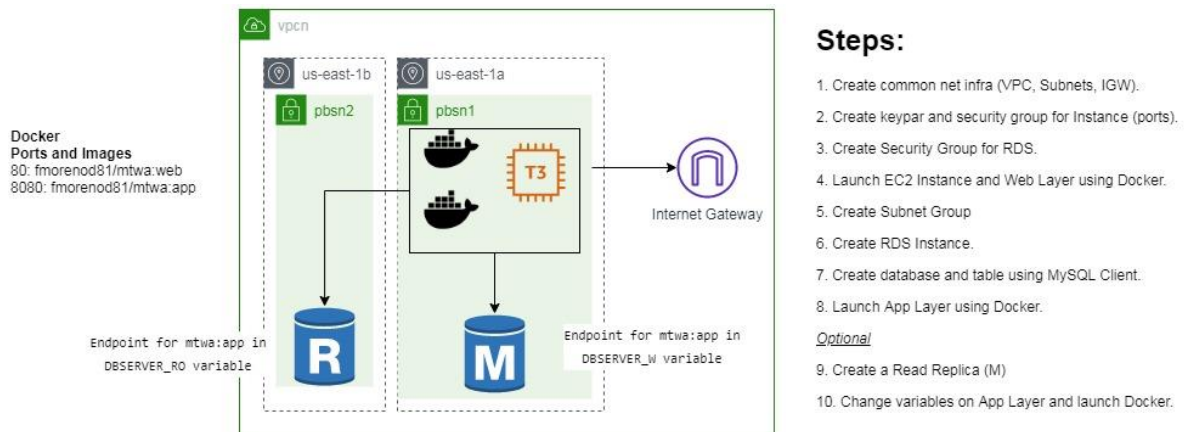 vpcn
us-east-1b
us-east-1a
pbsn2
pbsn1
Docker
Ports and Images
80: fmorenod81/mtwa:web
8080: fmorenod81/mtwa:app
T3
Internet Gateway
Endpoint for mtwa:app in
DBSERVER_RO variable
R
Endpoint for mtwa:app in
DBSERVER_W variable
M
Steps:
1. Create common net infra (VPC, Subnets, IGW).
2. Create keypar and security group for Instance (ports).
3. Create Security Group for RDS.
4. Launch EC2 Instance and Web Layer using Docker.
5. Create Subnet Group
6. Create RDS Instance.
7. Create database and table using MySQL Client.
8. Launch App Layer using Docker.
Optional
9. Create a Read Replica (M)
10. Change variables on App Layer and launch Docker.